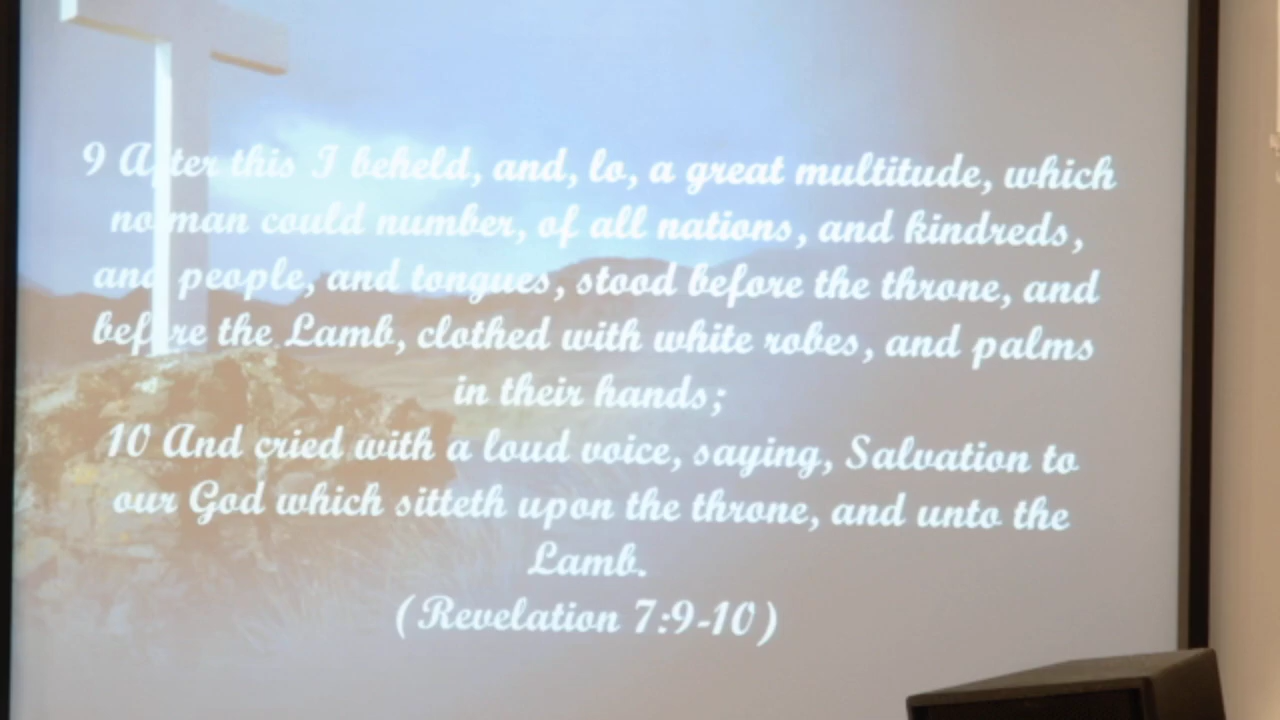 9 After this I beheld, and, lo, a great multitude, which
no man could number, of all nations, and kindreds,
and people, and tongues, stood before the throne, and
before the Lamb, clothed with white robes, and palms
in their hands;
10 And cried with a loud voice, saying, Salvation to
our God which sitteth upon the throne, and unto the
Lamb.
(Revelation 7:9-10)